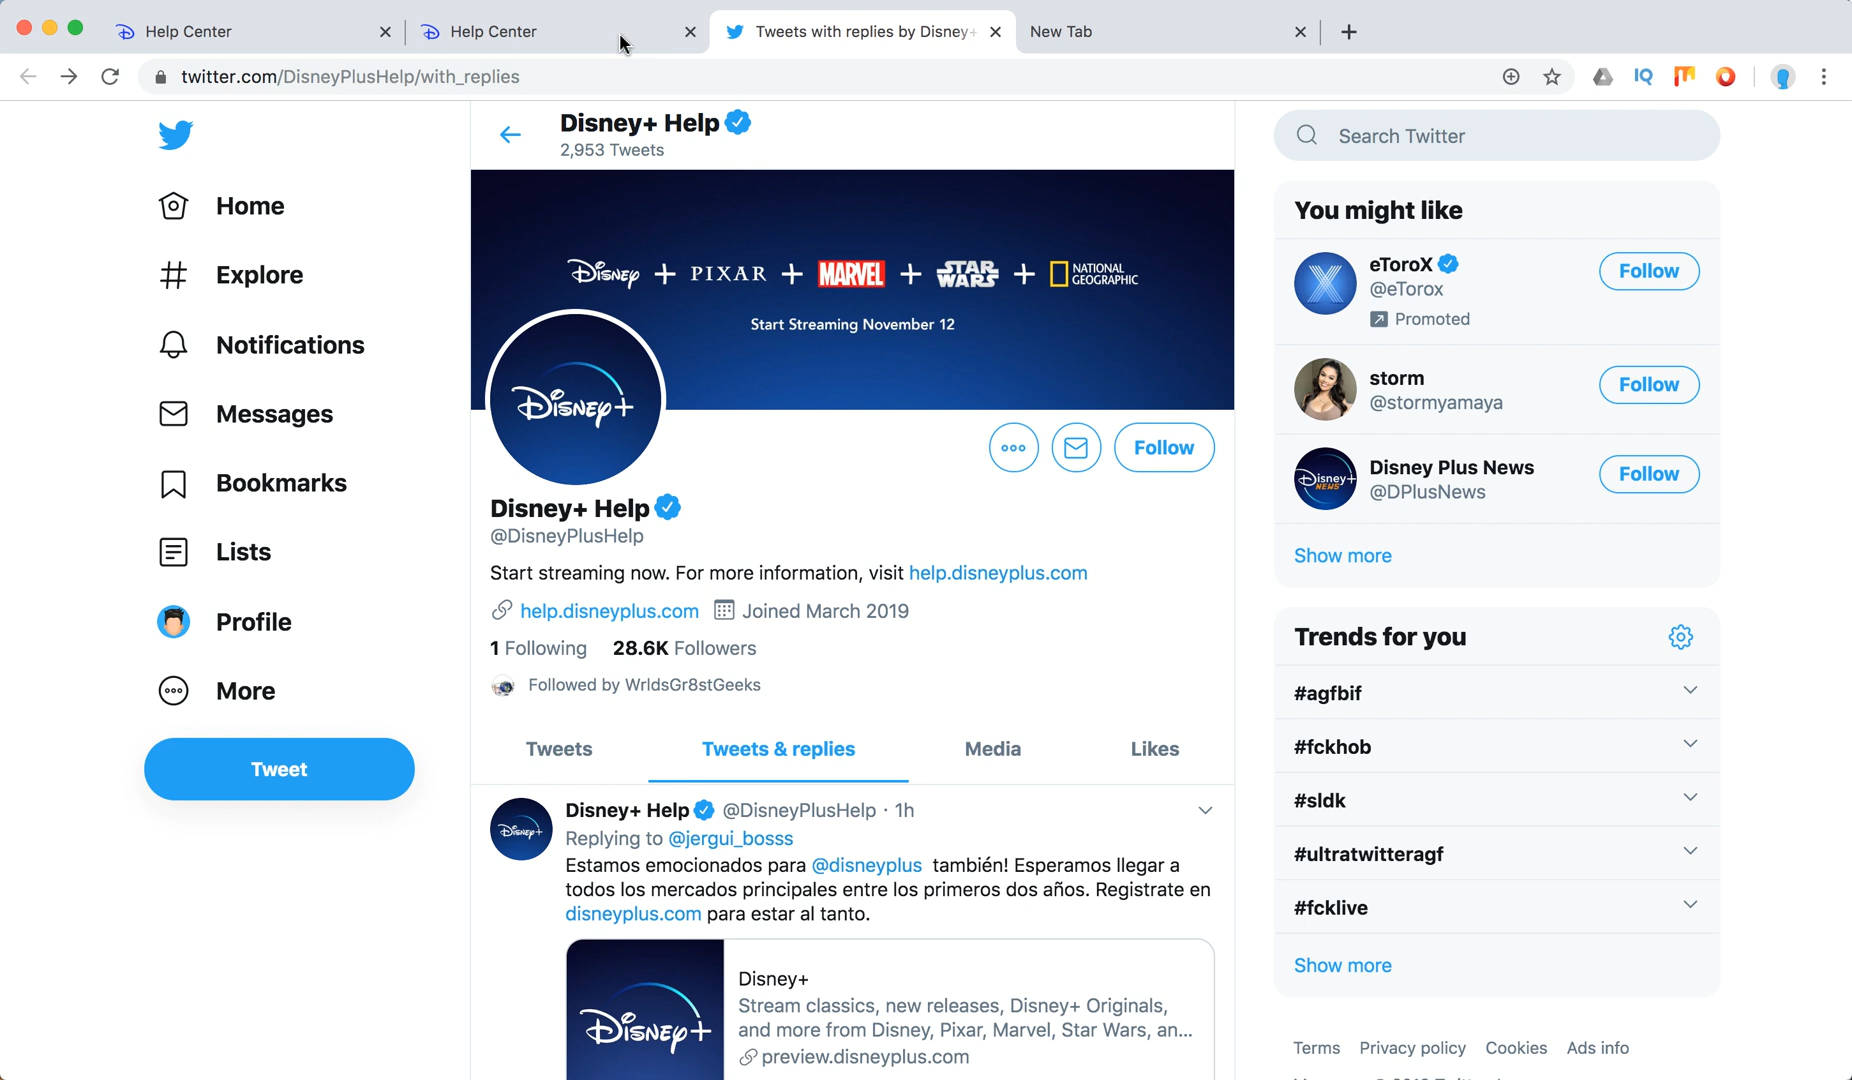 Help Center
Help Center
Tweets with replies by Disney+
New Tab
twitter.com/DisneyPlusHelp/with_replies
IQ
Home
Explore
Notifications
Messages
Bookmarks
Lists
Profile
More
Tweet
Disney+ Help
2,953 Tweets
Disney + PIXAR + MARVEL + STAR WARS + NATIONAL GEOGRAPHIC
Start Streaming November 12
Disney+
Follow
Disney+ Help
@DisneyPlusHelp
Start streaming now. For more information, visit help.disneyplus.com
help.disneyplus.com Joined March 2019
1 Following 28.6K Followers
Followed by WrldsGr8stGeeks
Tweets Tweets & replies Media Likes
Disney+
Disney+ Help @DisneyPlusHelp · 1h
Replying to @jergui_bosss
Estamos emocionados para @disneyplus también! Esperamos llegar a
todos los mercados principales entre los primeros dos años. Registrate en
disneyplus.com para estar al tanto.
Disney+
Disney+
Stream classics, new releases, Disney+ Originals,
and more from Disney, Pixar, Marvel, Star Wars, an...
preview.disneyplus.com
Search Twitter
You might like
eToroX
@eTorox
Promoted
Follow
storm
@stormyamaya
Follow
Disney+ NEWS
Disney Plus News
@DPlusNews
Follow
Show more
Trends for you
#agfbif
#fckhob
#sldk
#ultratwitteragf
#fcklive
Show more
Terms Privacy policy Cookies Ads info